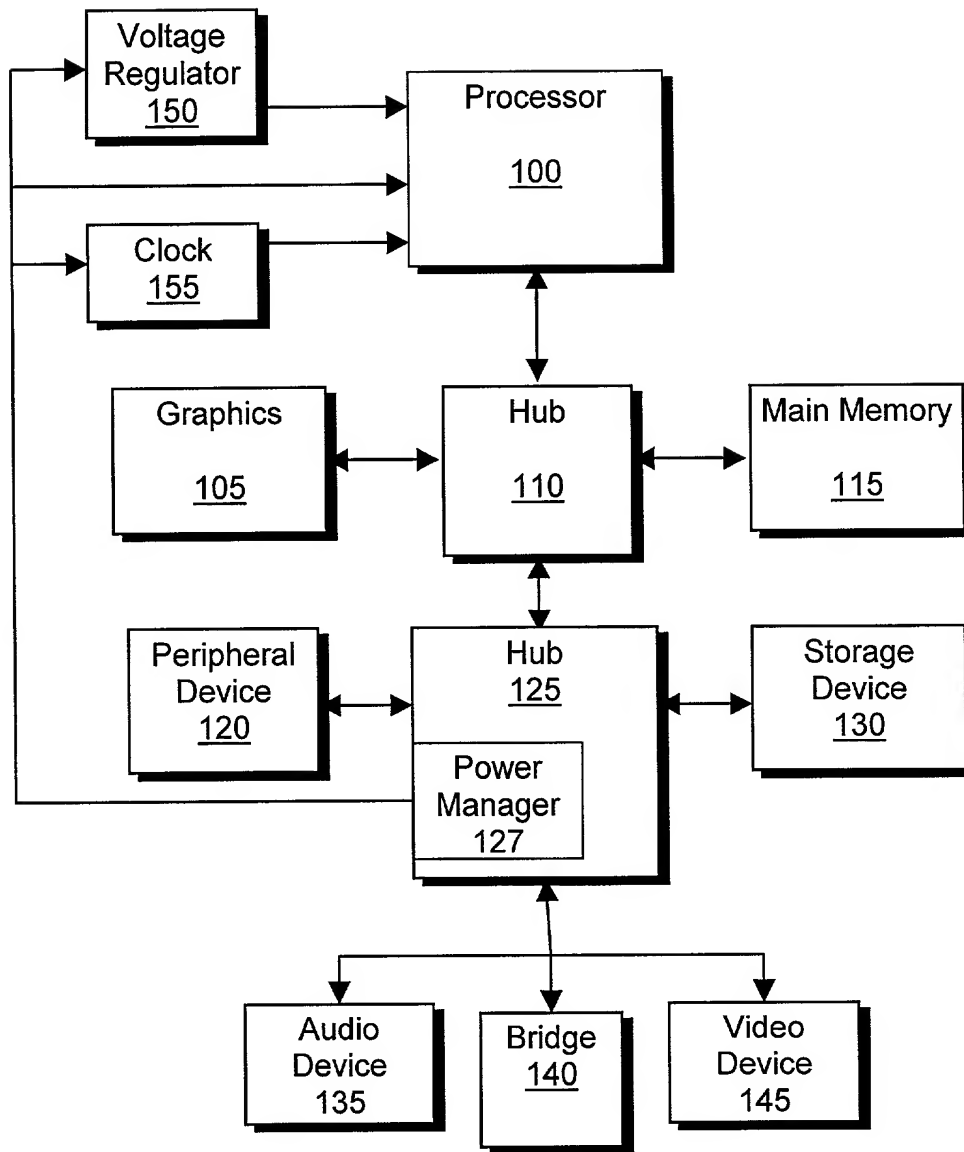 Voltage
Regulator
150
Processor
100
Clock
155
Graphics
105
Hub
110
Main Memory
115
Peripheral
Device
120
Hub
125
Storage
Device
130
Power
Manager
127
Audio
Device
135
Bridge
140
Video
Device
145